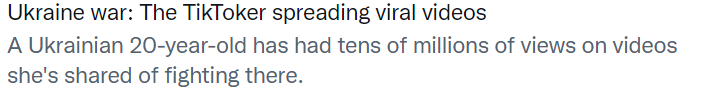 Ukraine war: The TikToker spreading viral videos
A Ukrainian 20-year-old has had tens of millions of views on videos
she's shared of fighting there.